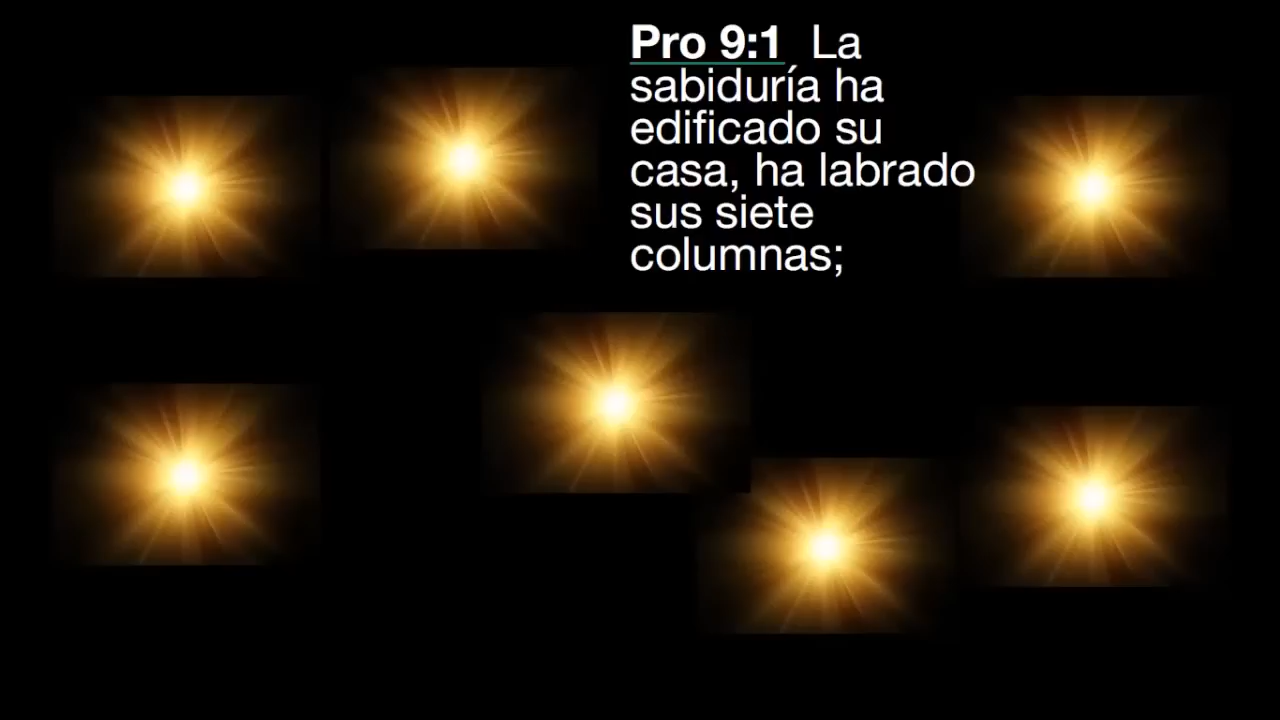 Pro 9:1 La
sabiduría ha
edificado su
casa, ha labrado
sus siete
columnas;